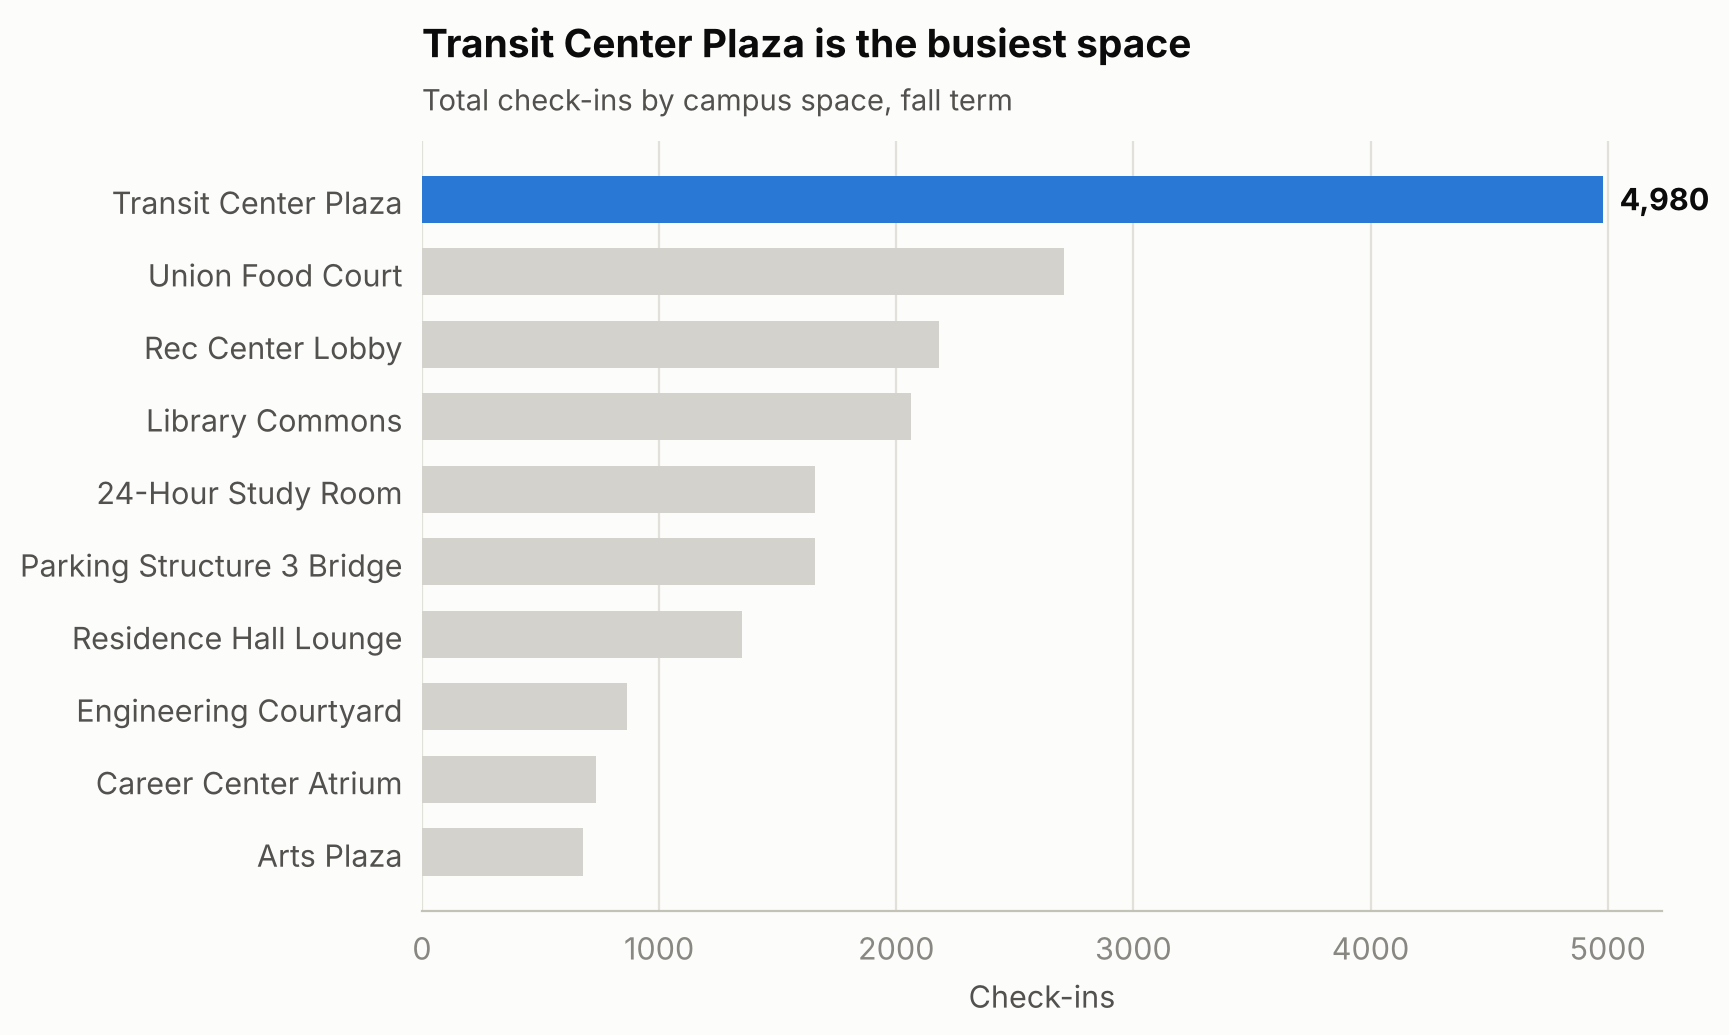 Transit Center Plaza is the busiest space
Total check-ins by campus space, fall term
Transit Center Plaza
4,980
Union Food Court
Rec Center Lobby
Library Commons
24-Hour Study Room
Parking Structure 3 Bridge
Residence Hall Lounge
Engineering Courtyard
Career Center Atrium
Arts Plaza
0 1000 2000 3000 4000 5000
Check-ins